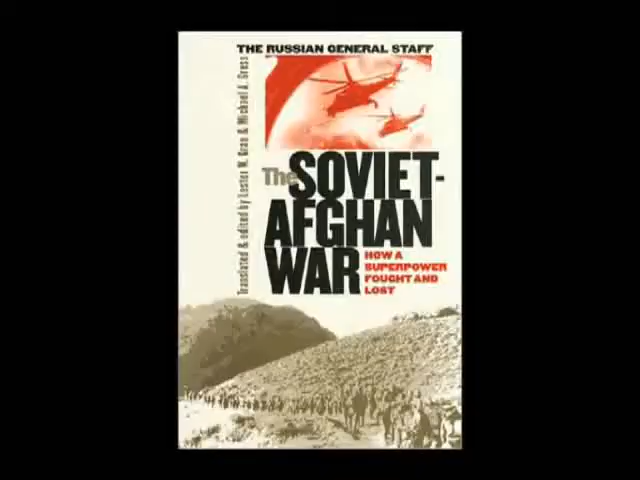 THE RUSSIAN GENERAL STAFF
Translated & edited by Lester W. Grau & Michael A. Gress
The SOVIET-
AFGHAN
WAR
HOW A
SUPERPOWER
FOUGHT AND
LOST